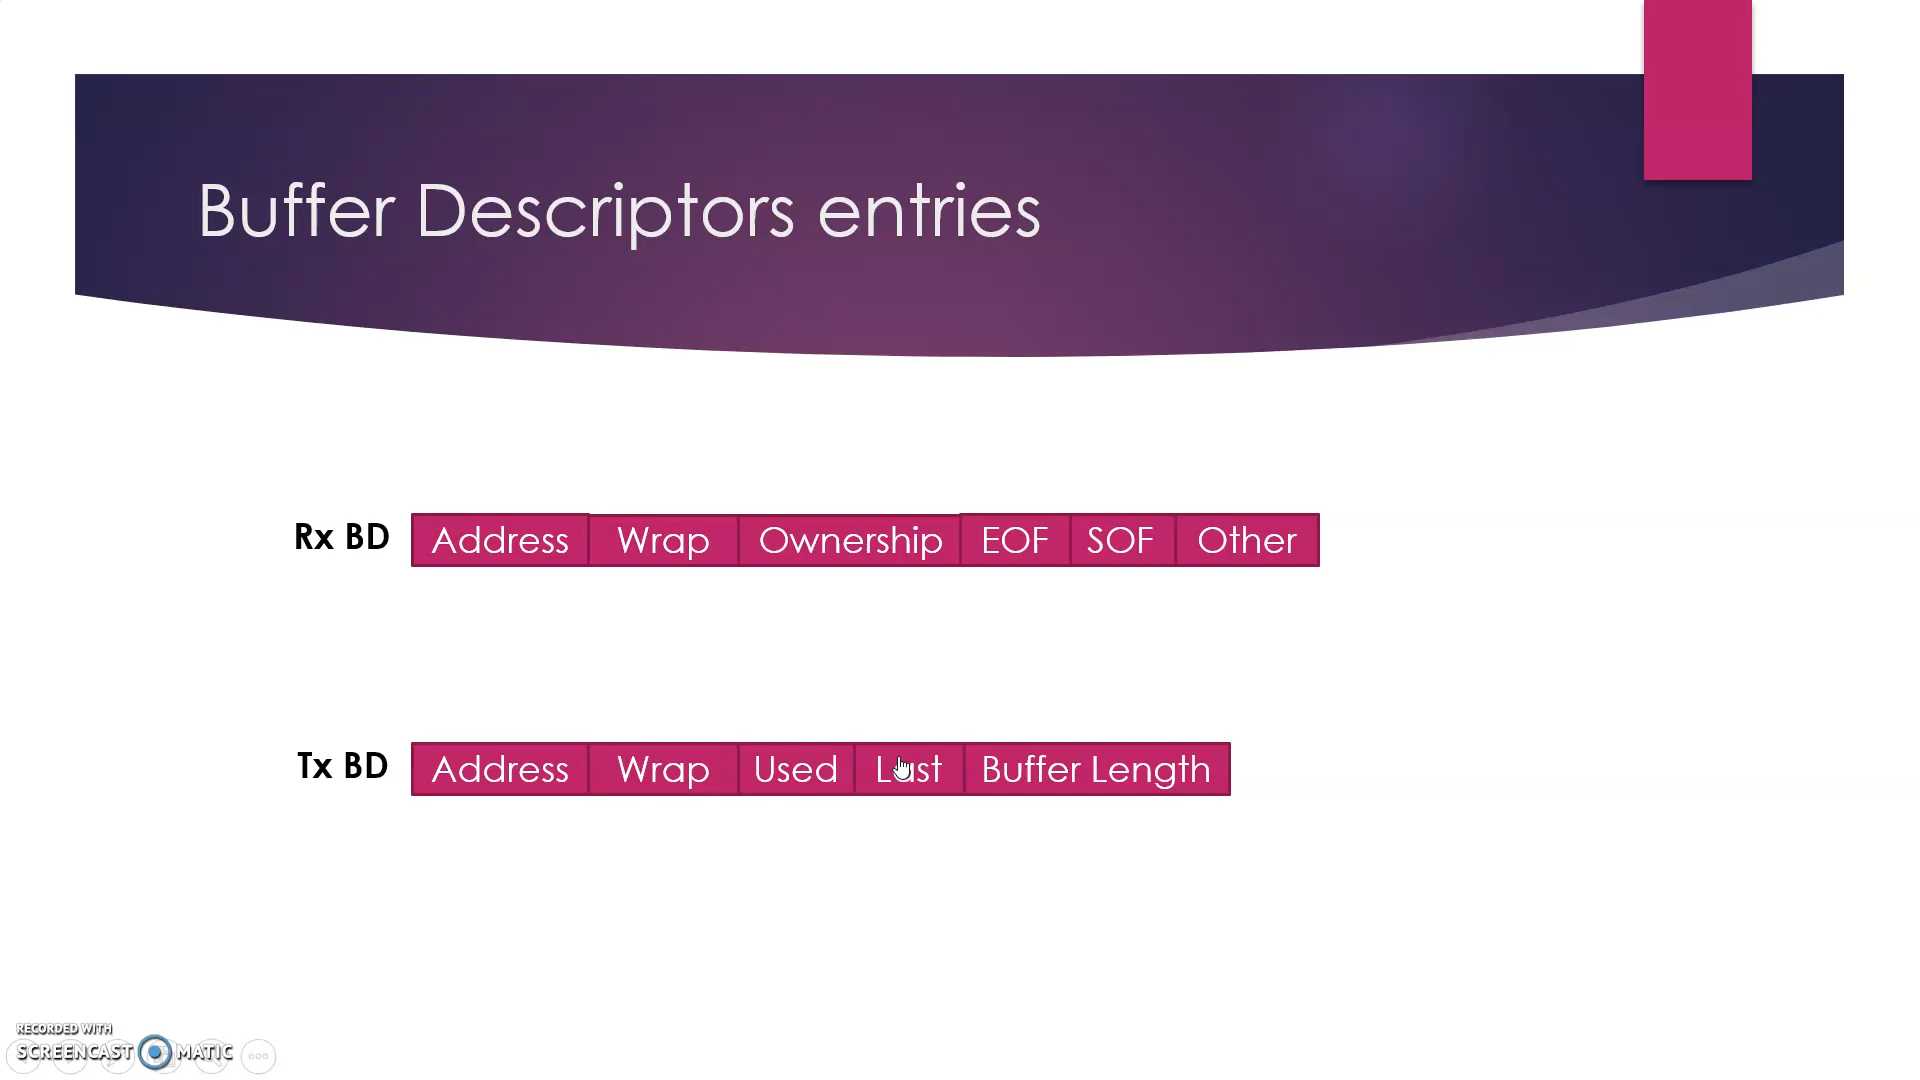 Buffer Descriptors entries
Rx BD Address Wrap Ownership EOF SOF Other
Tx BD Address Wrap Used Last Buffer Length
RECORDED WITH
SCREENCAST MATIC